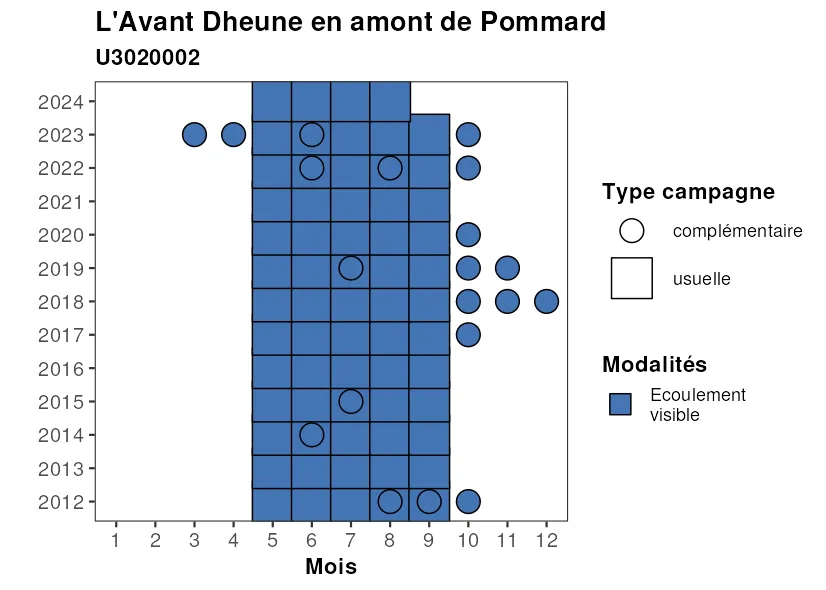 L'Avant Dheune en amont de Pommard
U3020002
2024
2023
2022
2021
2020
2019
2018
2017
2016
2015
2014
2013
2012
1 2 3 4 5 6 7 8 9 10 11 12
Mois
Type campagne
complémentaire
usuelle
Modalités
Ecoulement
visible